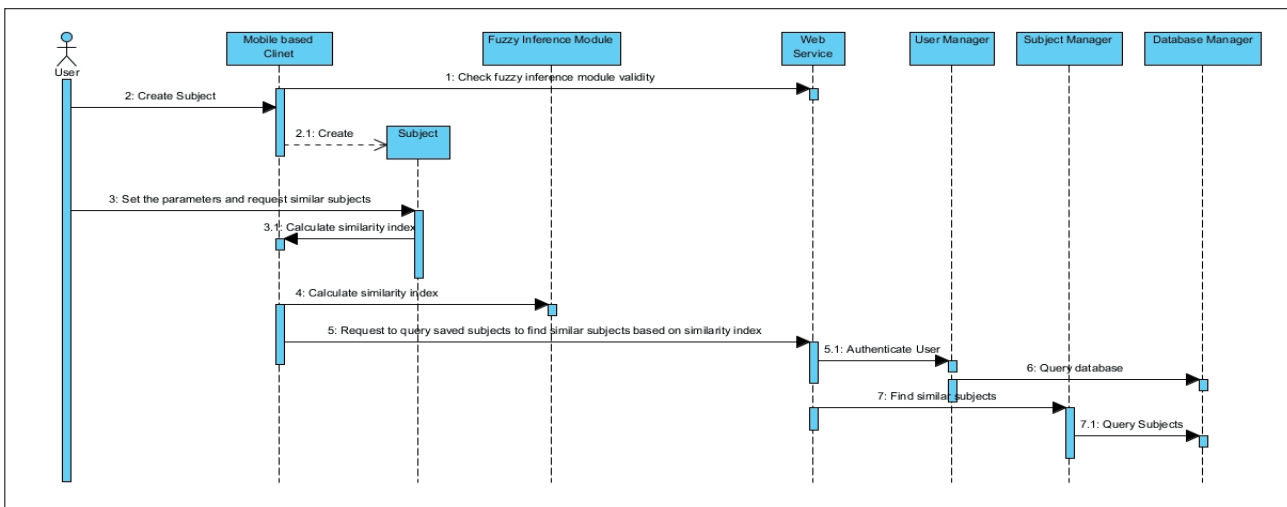 User
Mobile based
Clinet
Fuzzy Inference Module
Web
Service
User Manager
Subject Manager
Database Manager
1: Check fuzzy inference module validity
2: Create Subject
2.1: Create
Subject
3: Set the parameters and request similar subjects
3.1: Calculate similarity index
4: Calculate similarity index
5: Request to query saved subjects to find similar subjects based on similarity index
5.1: Authenticate User
6: Query database
7: Find similar subjects
7.1: Query Subjects